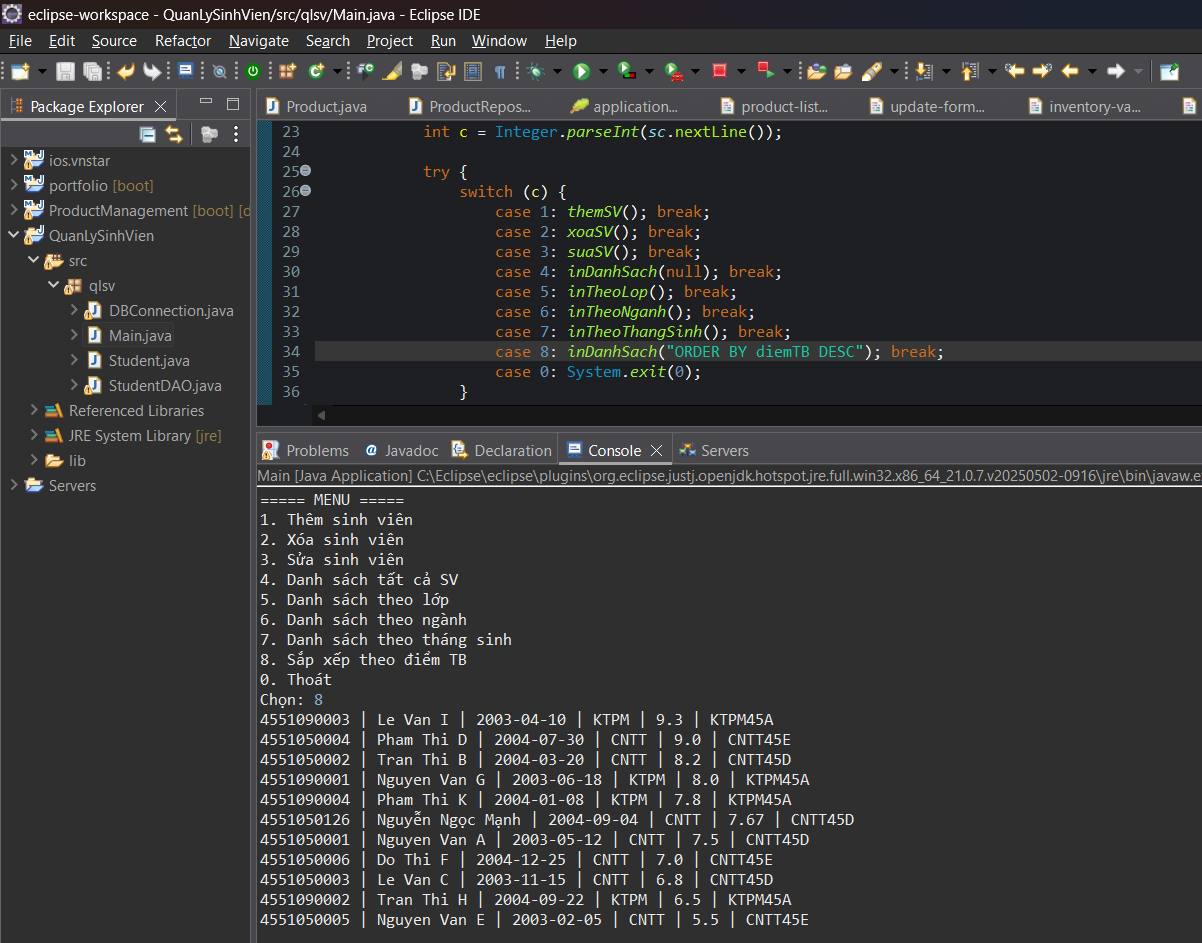 eclipse-workspace - QuanLySinhVien/src/qlsv/Main.java - Eclipse IDE
File Edit Source Refactor Navigate Search Project Run Window Help
Package Explorer
ios.vnstar
portfolio [boot]
ProductManagement [boot] [d
QuanLySinhVien
src
qlsv
DBConnection.java
Main.java
Student.java
StudentDAO.java
Referenced Libraries
JRE System Library [jre]
lib
Servers
Product.java ProductRepos... application... product-list... update-form... inventory-va...
23 int c = Integer.parseInt(sc.nextLine());
24
25 try {
26 switch (c) {
27 case 1: themSV(); break;
28 case 2: xoaSV(); break;
29 case 3: suaSV(); break;
30 case 4: inDanhSach(null); break;
31 case 5: inTheoLop(); break;
32 case 6: inTheoNganh(); break;
33 case 7: inTheoThangSinh(); break;
34 case 8: inDanhSach("ORDER BY diemTB DESC"); break;
35 case 0: System.exit(0);
36 }
Problems Javadoc Declaration Console Servers
Main [Java Application] C:\Eclipse\eclipse\plugins\org.eclipse.justj.openjdk.hotspot.jre.full.win32.x86_64_21.0.7.v20250502-0916\jre\bin\javaw.e
===== MENU =====
1. Thêm sinh viên
2. Xóa sinh viên
3. Sửa sinh viên
4. Danh sách tất cả SV
5. Danh sách theo lớp
6. Danh sách theo ngành
7. Danh sách theo tháng sinh
8. Sắp xếp theo điểm TB
0. Thoát
Chọn: 8
4551090003 | Le Van I | 2003-04-10 | KTPM | 9.3 | KTPM45A
4551050004 | Pham Thi D | 2004-07-30 | CNTT | 9.0 | CNTT45E
4551050002 | Tran Thi B | 2004-03-20 | CNTT | 8.2 | CNTT45D
4551090001 | Nguyen Van G | 2003-06-18 | KTPM | 8.0 | KTPM45A
4551090004 | Pham Thi K | 2004-01-08 | KTPM | 7.8 | KTPM45A
4551050126 | Nguyễn Ngọc Mạnh | 2004-09-04 | CNTT | 7.67 | CNTT45D
4551050001 | Nguyen Van A | 2003-05-12 | CNTT | 7.5 | CNTT45D
4551050006 | Do Thi F | 2004-12-25 | CNTT | 7.0 | CNTT45E
4551050003 | Le Van C | 2003-11-15 | CNTT | 6.8 | CNTT45D
4551090002 | Tran Thi H | 2004-09-22 | KTPM | 6.5 | KTPM45A
4551050005 | Nguyen Van E | 2003-02-05 | CNTT | 5.5 | CNTT45E